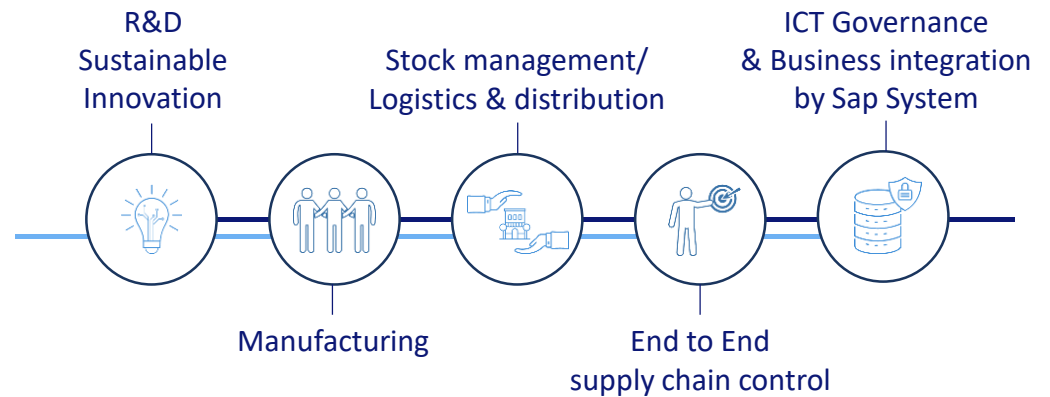 R&D
Sustainable
Innovation
Manufacturing
Stock management/
Logistics & distribution
End to End
supply chain control
ICT Governance
& Business integration
by Sap System